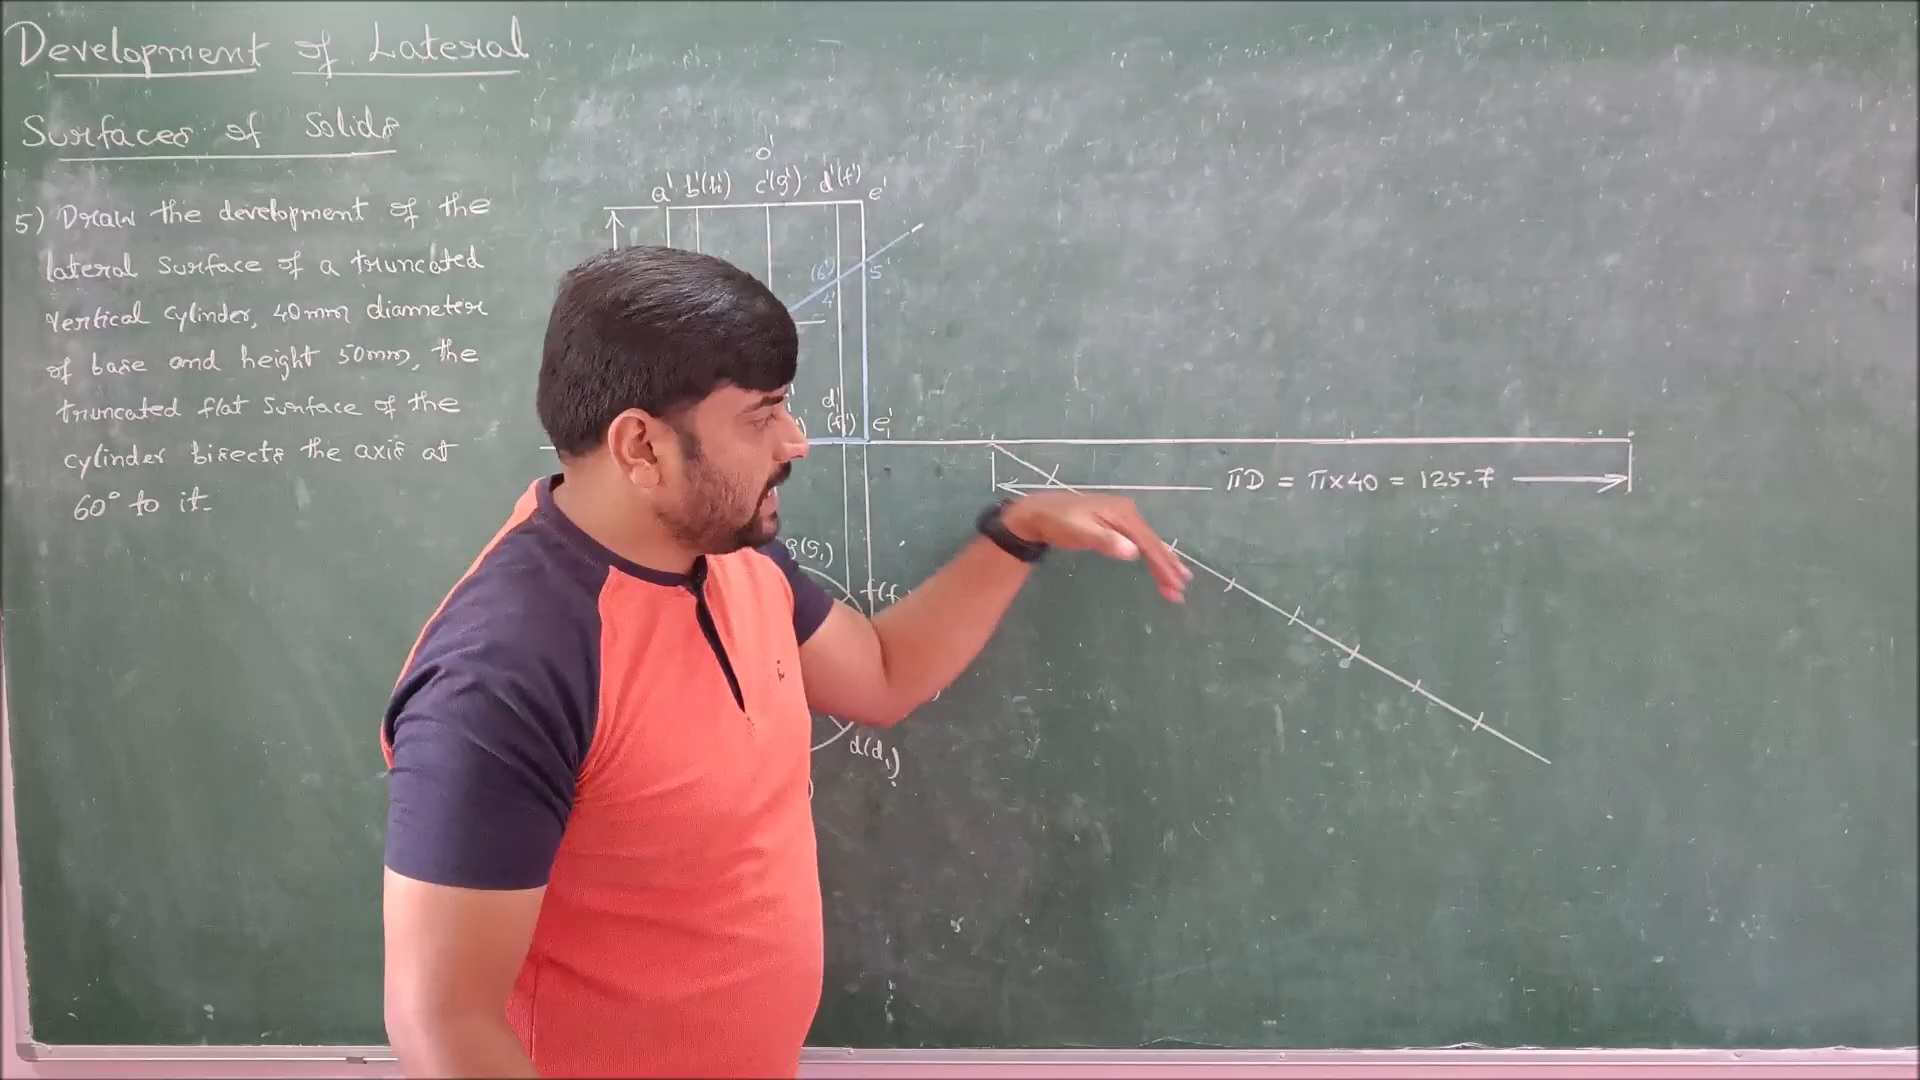 Development of Lateral
Surfaces of Solids
5) Draw the development of the
lateral surface of a truncated
vertical cylinder, 40mm diameter
of base and height 50mm, the
truncated flat surface of the
cylinder bisects the axis at
60° to it.
o'
a' b'(h') c'(g') d'(f') e'
(6') 5'
4'
d₁'
(f₁') e₁'
πD = π×40 = 125.7
g(g₁)
f(f
d(d₁)